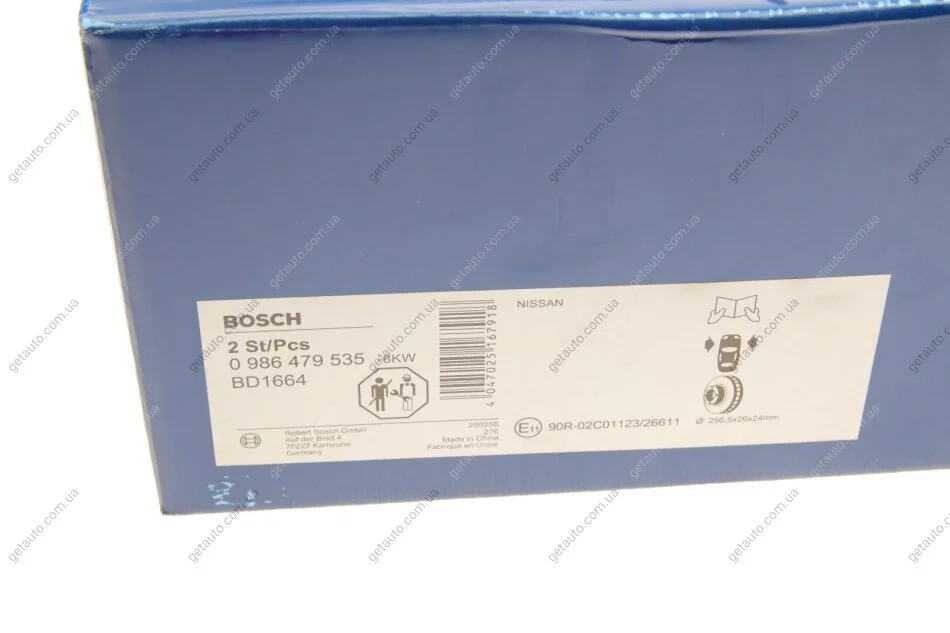 BOSCH
2 St/Pcs
0 986 479 535 -8KW
BD1664
Robert Bosch GmbH
Auf der Breit 4
76227 Karlsruhe
Germany
25025B
276
Made in China
Fabriqué en Chine
4 047025 167918
NISSAN
E11 90R-02C01123/26611
Ø 256.5x26x24mm
getauto.com.ua